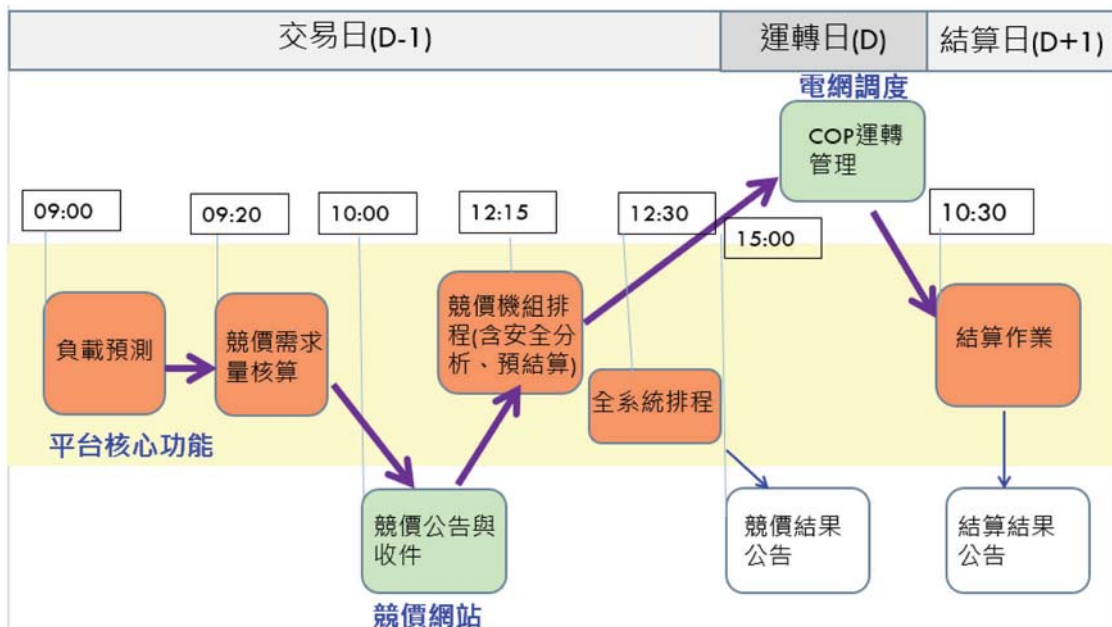 交易日(D-1)
運轉日(D)
結算日(D+1)
電網調度
COP運轉
管理
09:00
09:20
10:00
12:15
12:30
15:00
10:30
負載預測
競價需求
量核算
競價機組排
程(含安全分
析、預結算)
全系統排程
結算作業
平台核心功能
競價公告與
收件
競價結果
公告
結算結果
公告
競價網站